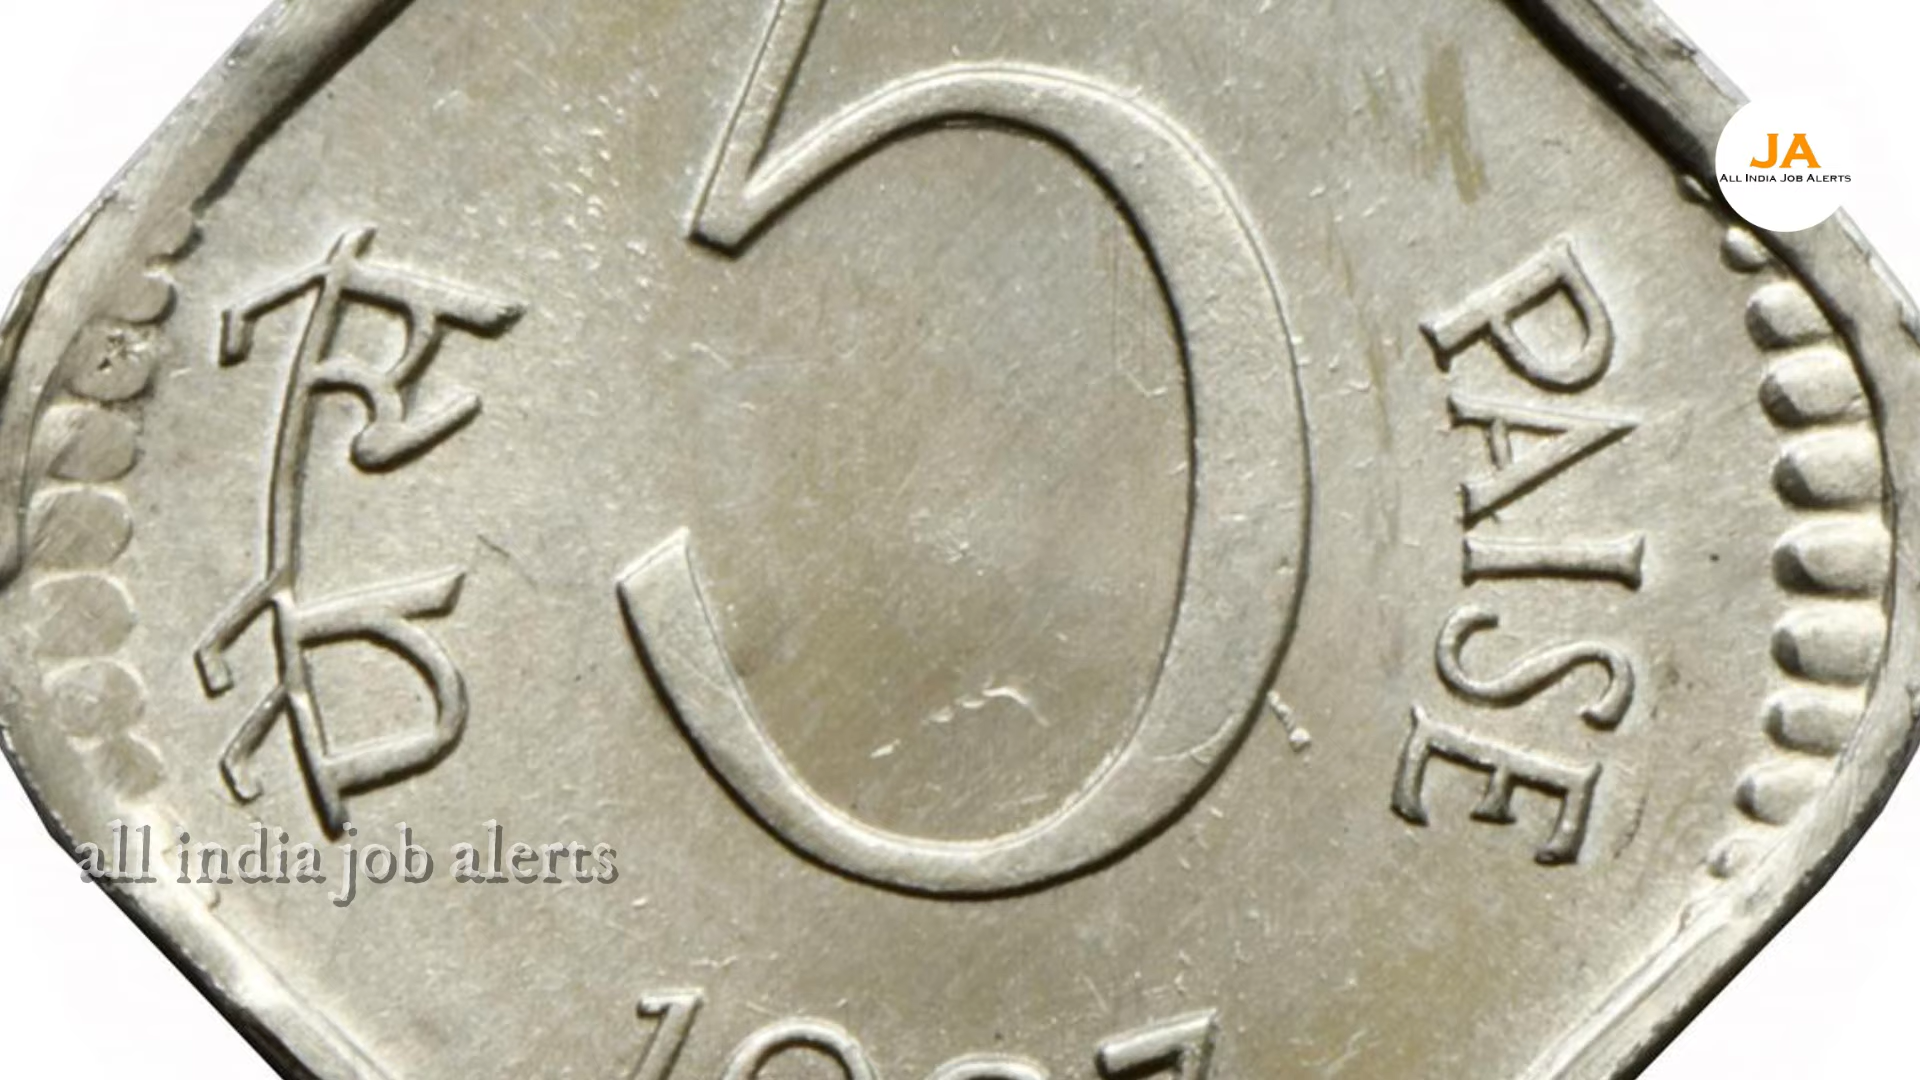 JA
ALL INDIA JOB ALERTS
पैसे
5
PAISE
all india job alerts